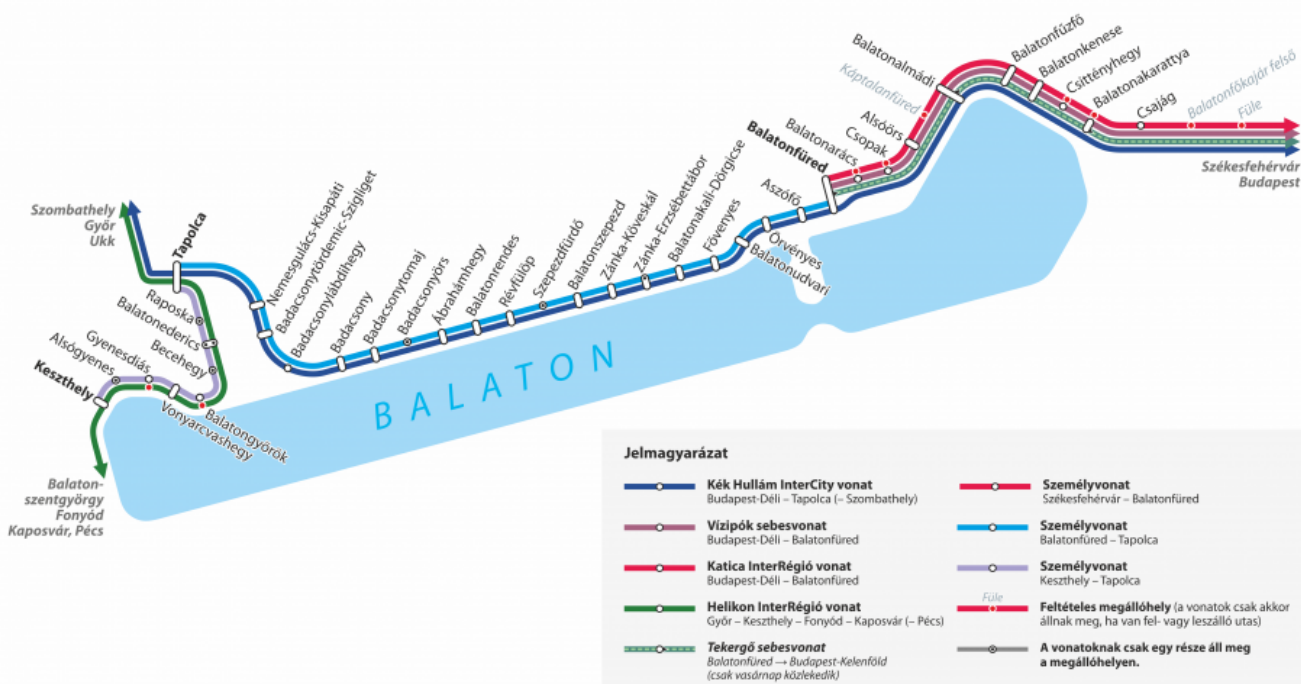 Szombathely
Győr
Ukk
Tapolca
Raposka
Balatonederics
Becehegy
Gyenesdiás
Alsógyenes
Keszthely
Vonyarcvashegy
Balatongyörök
Balaton-
szentgyörgy
Fonyód
Kaposvár, Pécs
Nemesgulács-Kisapáti
Badacsonytördemic-Szigliget
Badacsonylábdihegy
Badacsony
Badacsonytomaj
Badacsonyörs
Ábrahámhegy
Balatonrendes
Révfülöp
Szepezdfürdő
Balatonszepezd
Zánka-Köveskál
Zánka-Erzsébettábor
Balatonakali-Dörgicse
Fövenyes
Balatonudvari
Örvényes
Aszófő
Balatonfüred
Balatonarács
Csopak
Alsóörs
Káptalanfüred
Balatonalmádi
Balatonfűzfő
Balatonkenese
Csittényhegy
Balatonakarattya
Csajág
Balatonfőkajár felső
Füle
Székesfehérvár
Budapest
BALATON
Jelmagyarázat
Kék Hullám InterCity vonat
Budapest-Déli – Tapolca (– Szombathely)
Vízipók sebesvonat
Budapest-Déli – Balatonfüred
Katica InterRégió vonat
Budapest-Déli – Balatonfüred
Helikon InterRégió vonat
Győr – Keszthely – Fonyód – Kaposvár (– Pécs)
Tekergő sebesvonat
Balatonfüred → Budapest-Kelenföld
(csak vasárnap közlekedik)
Személyvonat
Székesfehérvár – Balatonfüred
Személyvonat
Balatonfüred – Tapolca
Személyvonat
Keszthely – Tapolca
Füle
Feltételes megállóhely (a vonatok csak akkor
állnak meg, ha van fel- vagy leszálló utas)
A vonatoknak csak egy része áll meg
a megállóhelyen.